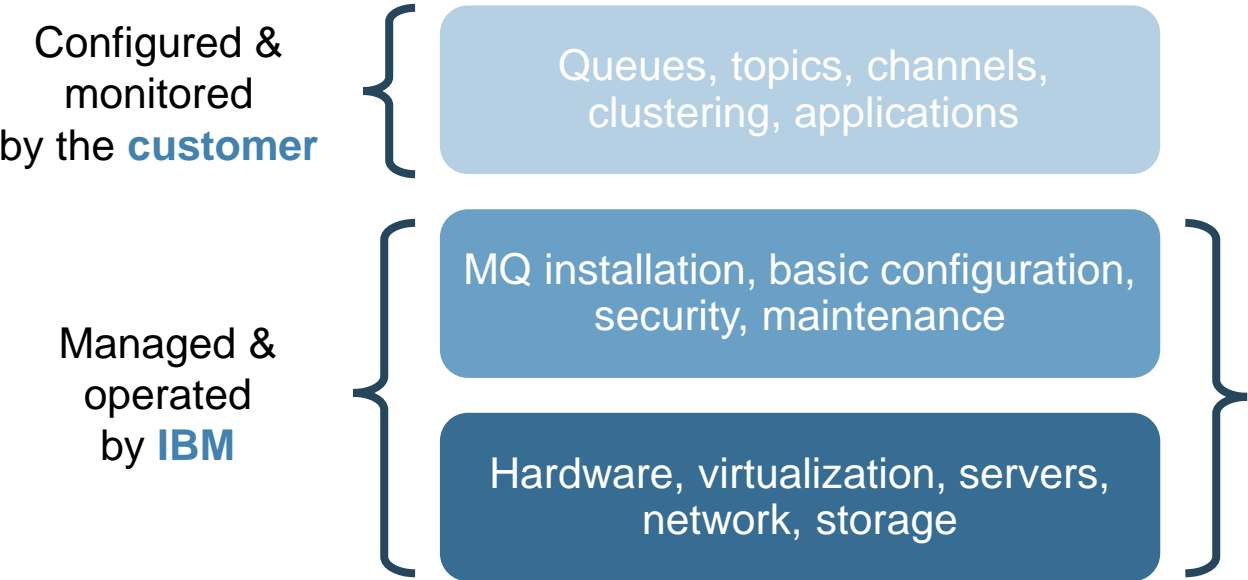 Configured &
monitored
by the customer
Queues, topics, channels,
clustering, applications
Managed &
operated
by IBM
MQ installation, basic configuration,
security, maintenance
Hardware, virtualization, servers,
network, storage